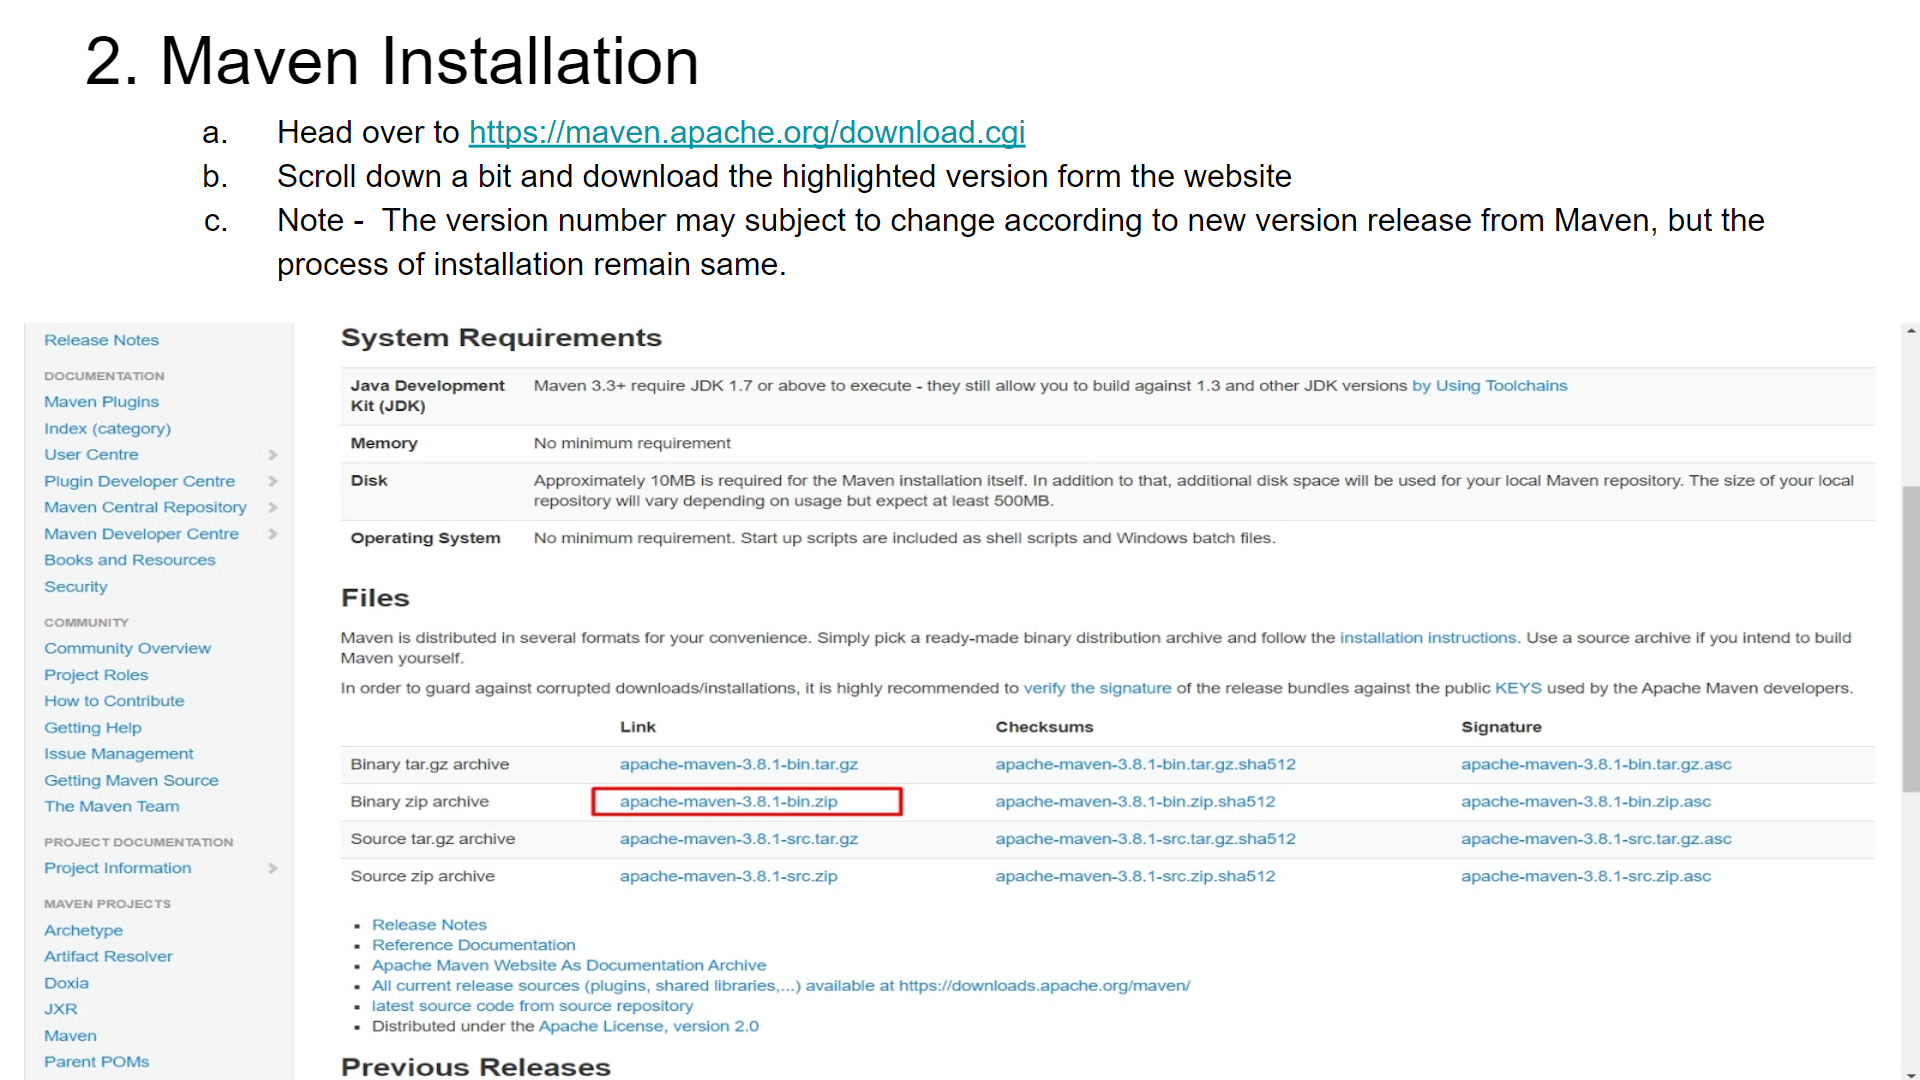 2. Maven Installation
a. Head over to https://maven.apache.org/download.cgi
b. Scroll down a bit and download the highlighted version form the website
c. Note -  The version number may subject to change according to new version release from Maven, but the
process of installation remain same.
Release Notes
DOCUMENTATION
Maven Plugins
Index (category)
User Centre
Plugin Developer Centre
Maven Central Repository
Maven Developer Centre
Books and Resources
Security
COMMUNITY
Community Overview
Project Roles
How to Contribute
Getting Help
Issue Management
Getting Maven Source
The Maven Team
PROJECT DOCUMENTATION
Project Information
MAVEN PROJECTS
Archetype
Artifact Resolver
Doxia
JXR
Maven
Parent POMs
System Requirements
Java Development Maven 3.3+ require JDK 1.7 or above to execute - they still allow you to build against 1.3 and other JDK versions by Using Toolchains
Kit (JDK)
Memory No minimum requirement
Disk Approximately 10MB is required for the Maven installation itself. In addition to that, additional disk space will be used for your local Maven repository. The size of your local
repository will vary depending on usage but expect at least 500MB.
Operating System No minimum requirement. Start up scripts are included as shell scripts and Windows batch files.
Files
Maven is distributed in several formats for your convenience. Simply pick a ready-made binary distribution archive and follow the installation instructions. Use a source archive if you intend to build
Maven yourself.
In order to guard against corrupted downloads/installations, it is highly recommended to verify the signature of the release bundles against the public KEYS used by the Apache Maven developers.
Link Checksums Signature
Binary tar.gz archive apache-maven-3.8.1-bin.tar.gz apache-maven-3.8.1-bin.tar.gz.sha512 apache-maven-3.8.1-bin.tar.gz.asc
Binary zip archive apache-maven-3.8.1-bin.zip apache-maven-3.8.1-bin.zip.sha512 apache-maven-3.8.1-bin.zip.asc
Source tar.gz archive apache-maven-3.8.1-src.tar.gz apache-maven-3.8.1-src.tar.gz.sha512 apache-maven-3.8.1-src.tar.gz.asc
Source zip archive apache-maven-3.8.1-src.zip apache-maven-3.8.1-src.zip.sha512 apache-maven-3.8.1-src.zip.asc
▪ Release Notes
▪ Reference Documentation
▪ Apache Maven Website As Documentation Archive
▪ All current release sources (plugins, shared libraries,...) available at https://downloads.apache.org/maven/
▪ latest source code from source repository
▪ Distributed under the Apache License, version 2.0
Previous Releases